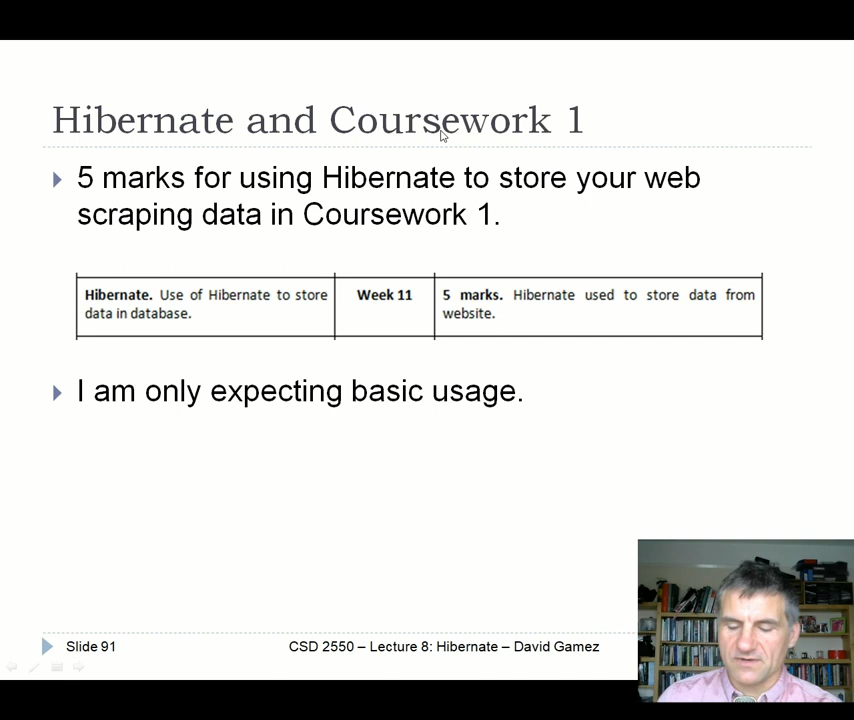 Hibernate and Coursework 1
5 marks for using Hibernate to store your web
scraping data in Coursework 1.
Hibernate. Use of Hibernate to store
data in database.
Week 11
5 marks. Hibernate used to store data from
website.
I am only expecting basic usage.
Slide 91
CSD 2550 – Lecture 8: Hibernate – David Gamez